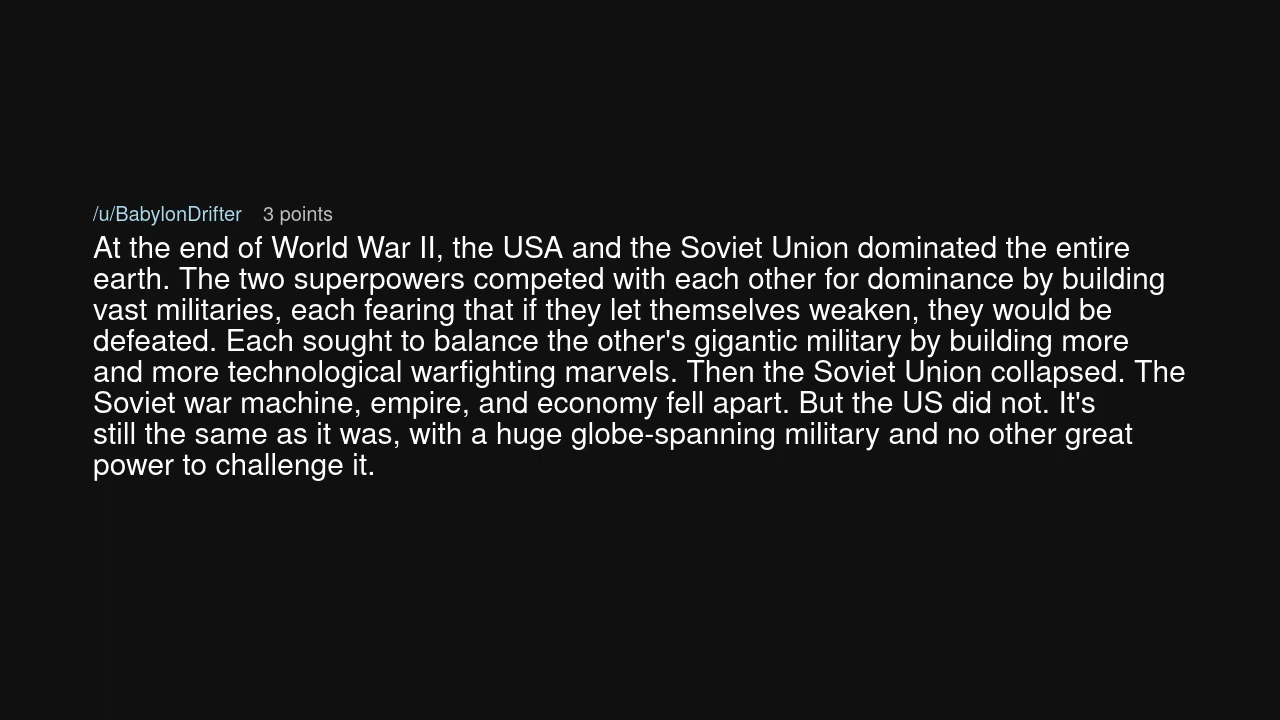 /u/BabylonDrifter 3 points
At the end of World War II, the USA and the Soviet Union dominated the entire
earth. The two superpowers competed with each other for dominance by building
vast militaries, each fearing that if they let themselves weaken, they would be
defeated. Each sought to balance the other's gigantic military by building more
and more technological warfighting marvels. Then the Soviet Union collapsed. The
Soviet war machine, empire, and economy fell apart. But the US did not. It's
still the same as it was, with a huge globe-spanning military and no other great
power to challenge it.